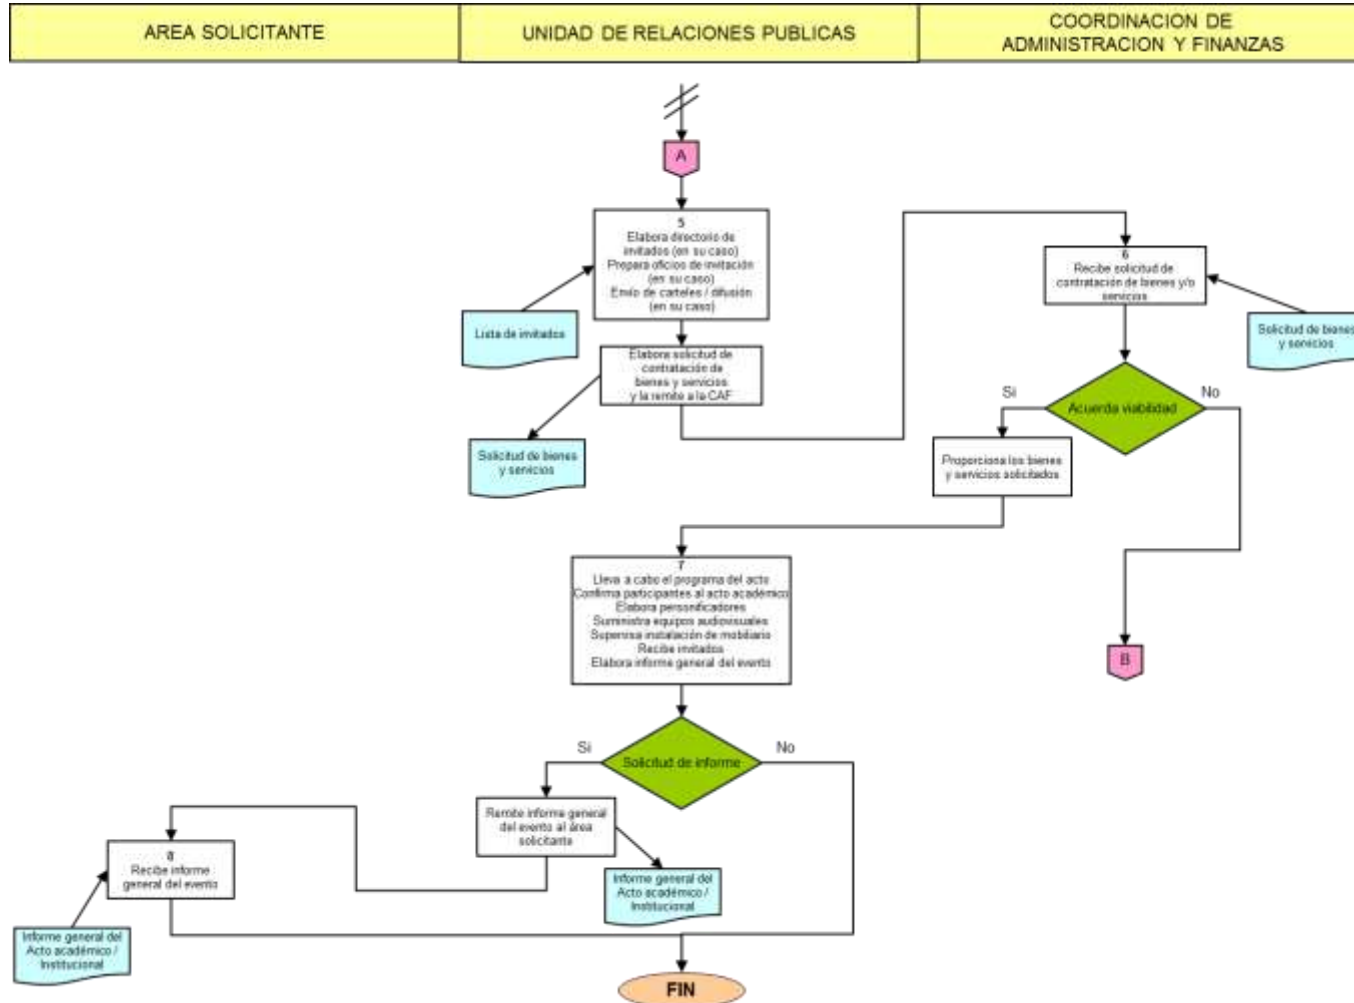 AREA SOLICITANTE
UNIDAD DE RELACIONES PUBLICAS
COORDINACION DE
ADMINISTRACION Y FINANZAS
A
5
Elabora directorio de
invitados (en su caso)
Prepara oficios de invitación
(en su caso)
Envío de carteles / difusión
(en su caso)
6
Recibe solicitud de
contratación de bienes y/o
servicios
Lista de invitados
Solicitud de bienes
y servicios
Elabora solicitud de
contratación de
bienes y servicios
y la remite a la CAF
Si
No
Acuerda viabilidad
Solicitud de bienes
y servicios
Proporciona los bienes
y servicios solicitados
7
Lleva a cabo el programa del acto
Confirma participantes al acto académico
Elabora personificadores
Suministra equipos audiovisuales
Supervisa instalación de mobiliario
Recibe invitados
Elabora informe general del evento
B
Si
No
Solicitud de informe
Remite informe general
del evento al área
solicitante
8
Recibe informe
general del evento
Informe general del
Acto académico /
Institucional
Informe general del
Acto académico /
Institucional
FIN